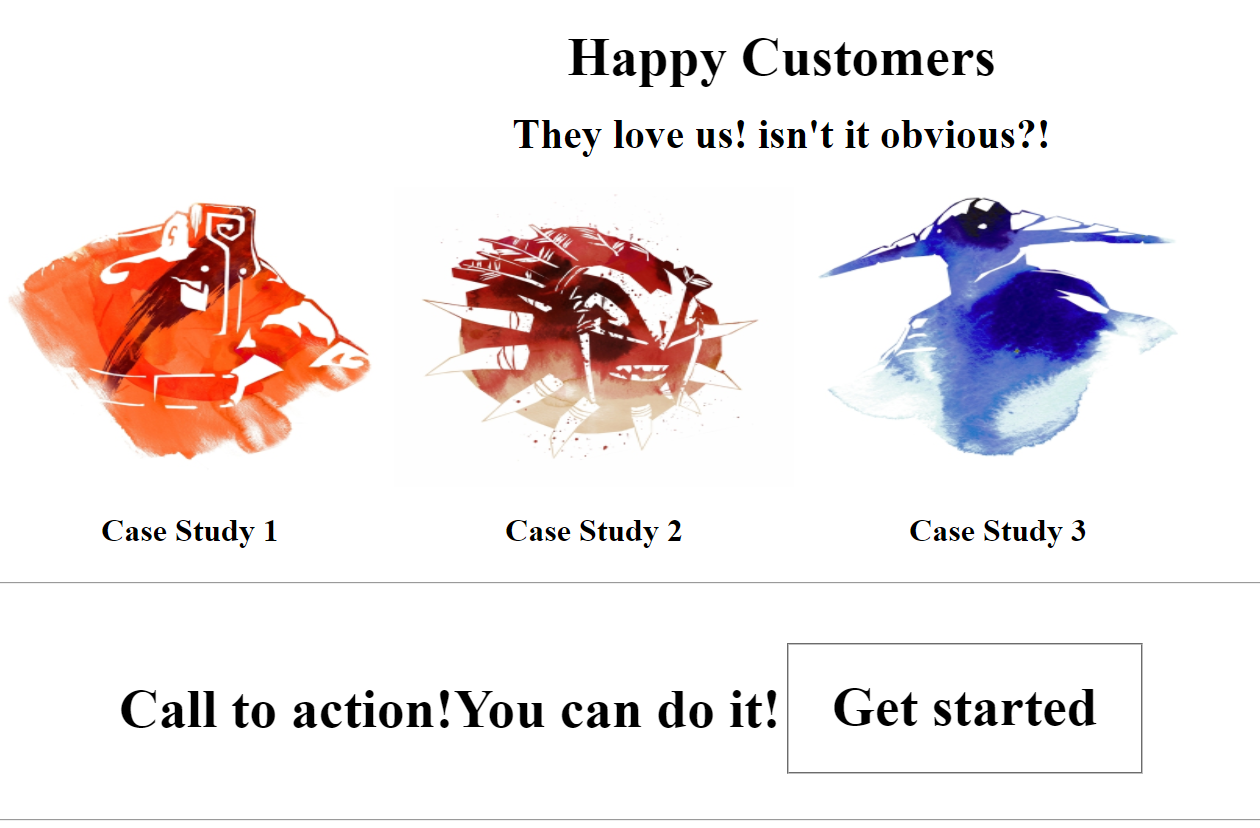 Happy Customers
They love us! isn't it obvious?!
Case Study 1
Case Study 2
Case Study 3
Call to action!You can do it!
Get started